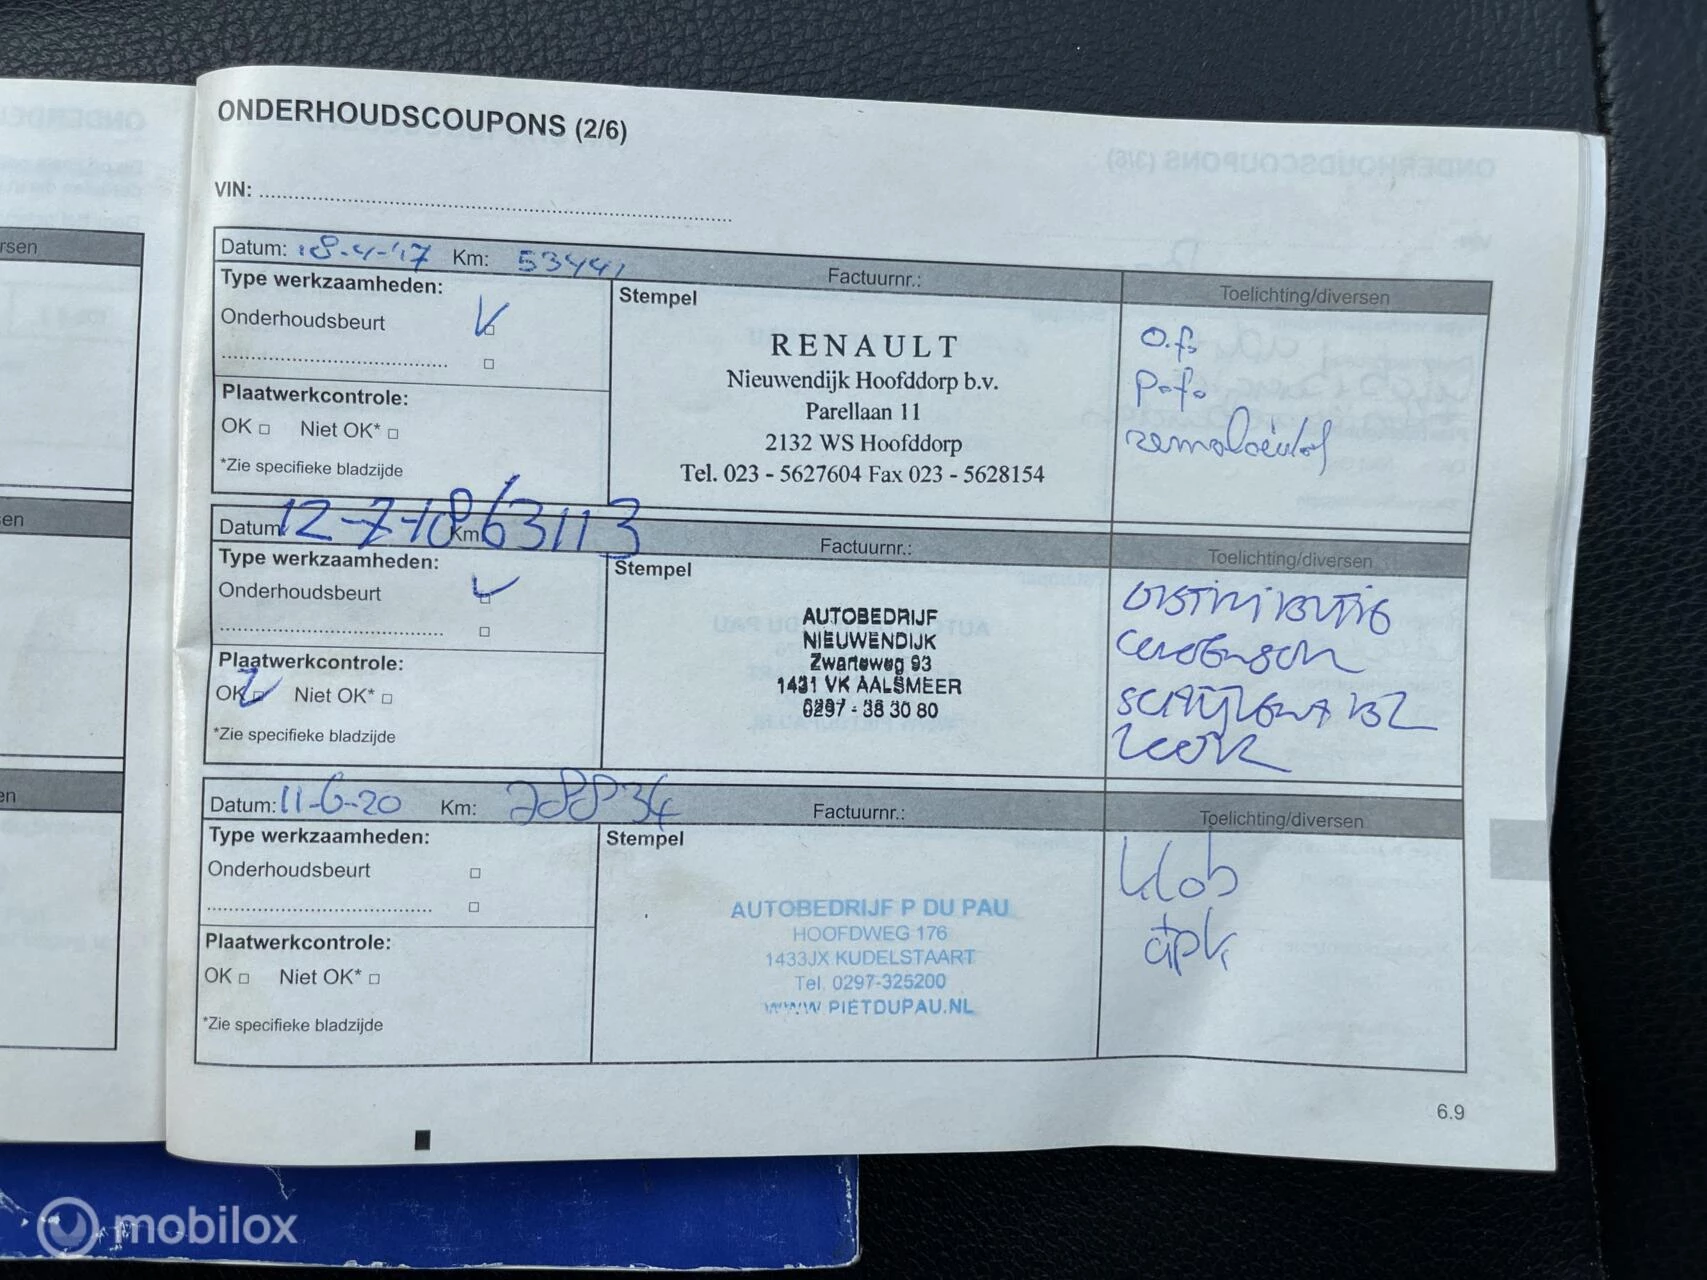 ONDERHOUDSCOUPONS (2/6)
VIN:
Datum: 18-4-'17 Km: 53441 Factuurnr.: Toelichting/diversen
Type werkzaamheden:
Onderhoudsbeurt
Plaatwerkcontrole:
OK Niet OK*
*Zie specifieke bladzijde
Stempel
RENAULT
Nieuwendijk Hoofddorp b.v.
Parellaan 11
2132 WS Hoofddorp
Tel. 023 - 5627604 Fax 023 - 5628154
o.f.
p.f.
Datum 12-7-18 Km 63113 Factuurnr.: Toelichting/diversen
Type werkzaamheden:
Onderhoudsbeurt
Plaatwerkcontrole:
OK Niet OK*
*Zie specifieke bladzijde
Stempel
AUTOBEDRIJF
NIEUWENDIJK
Zwarteweg 93
1431 VK AALSMEER
0297 - 38 30 80
DISTRIBUTIE
Datum: 11-6-20 Km: Factuurnr.: Toelichting/diversen
Type werkzaamheden:
Onderhoudsbeurt
Plaatwerkcontrole:
OK Niet OK*
*Zie specifieke bladzijde
Stempel
AUTOBEDRIJF P DU PAU
HOOFDWEG 176
1433JX KUDELSTAART
Tel. 0297-325200
WWW.PIETDUPAU.NL
apk
6.9
rsen
en
en
mobilox